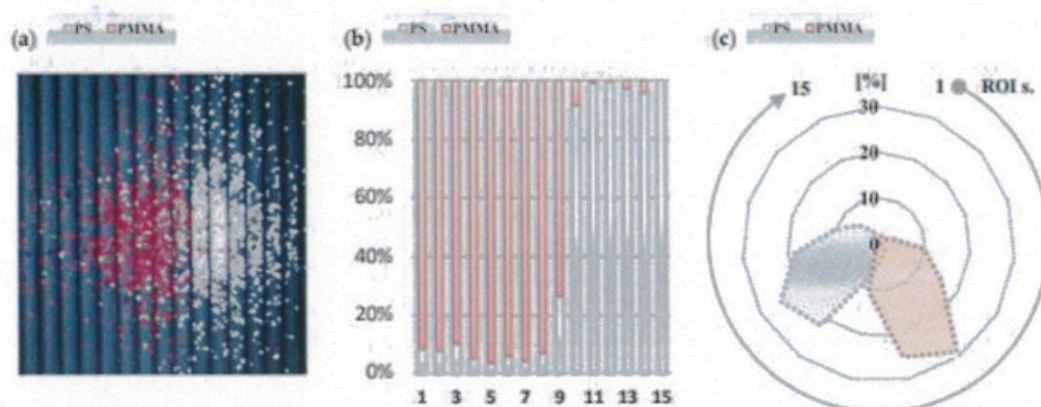 (a) PS PMMA
(b) PS PMMA
100%
80%
60%
40%
20%
0%
1 3 5 7 9 11 13 15
(c) PS PMMA
15 [%] 1 ROI s.
30
20
10
0